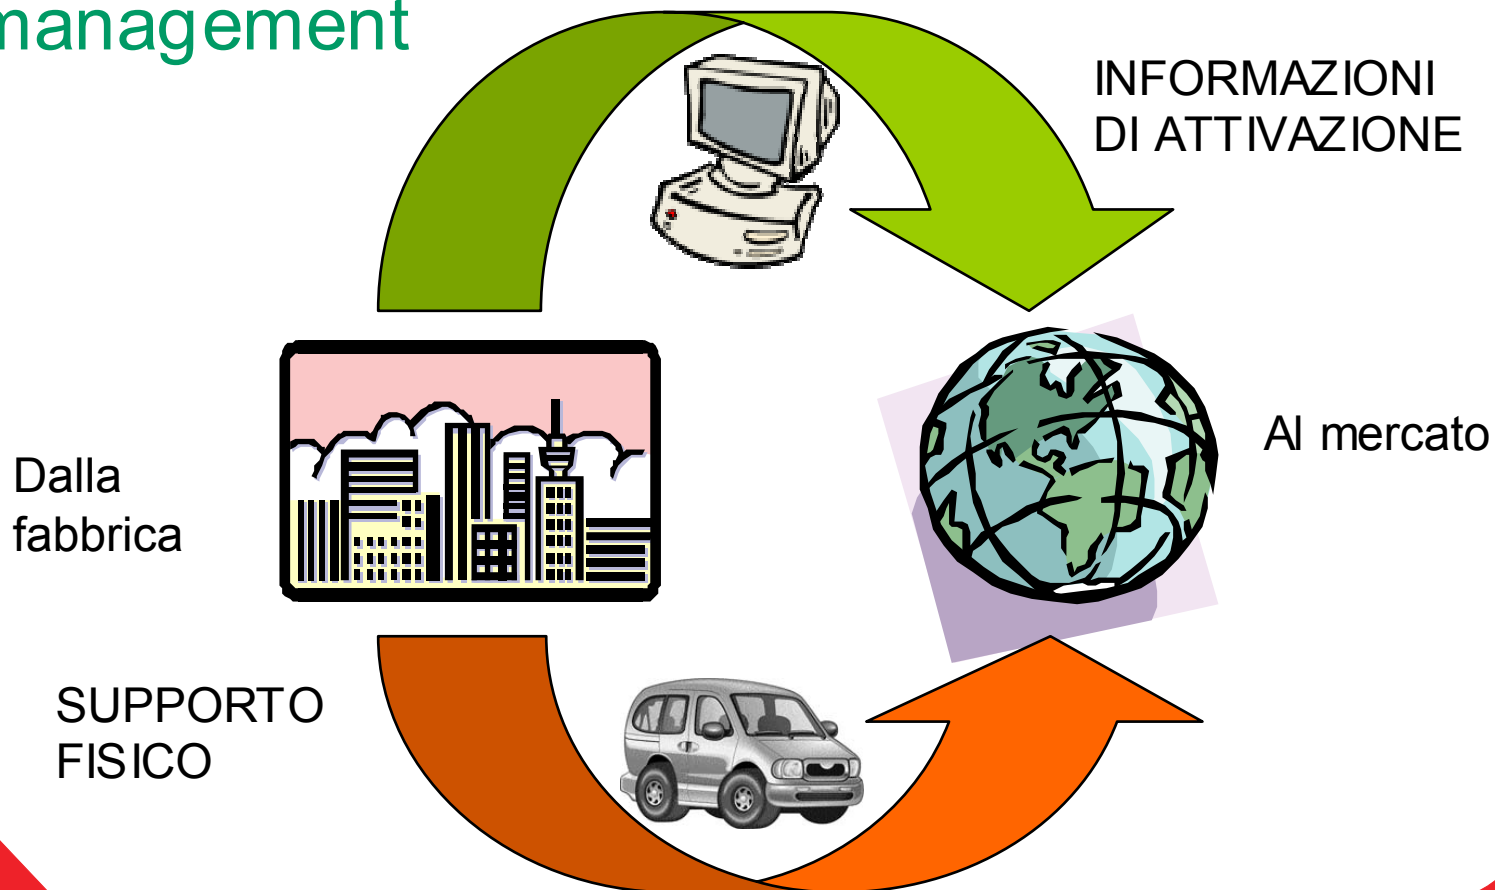 management
INFORMAZIONI
DI ATTIVAZIONE
Al mercato
Dalla
fabbrica
SUPPORTO
FISICO